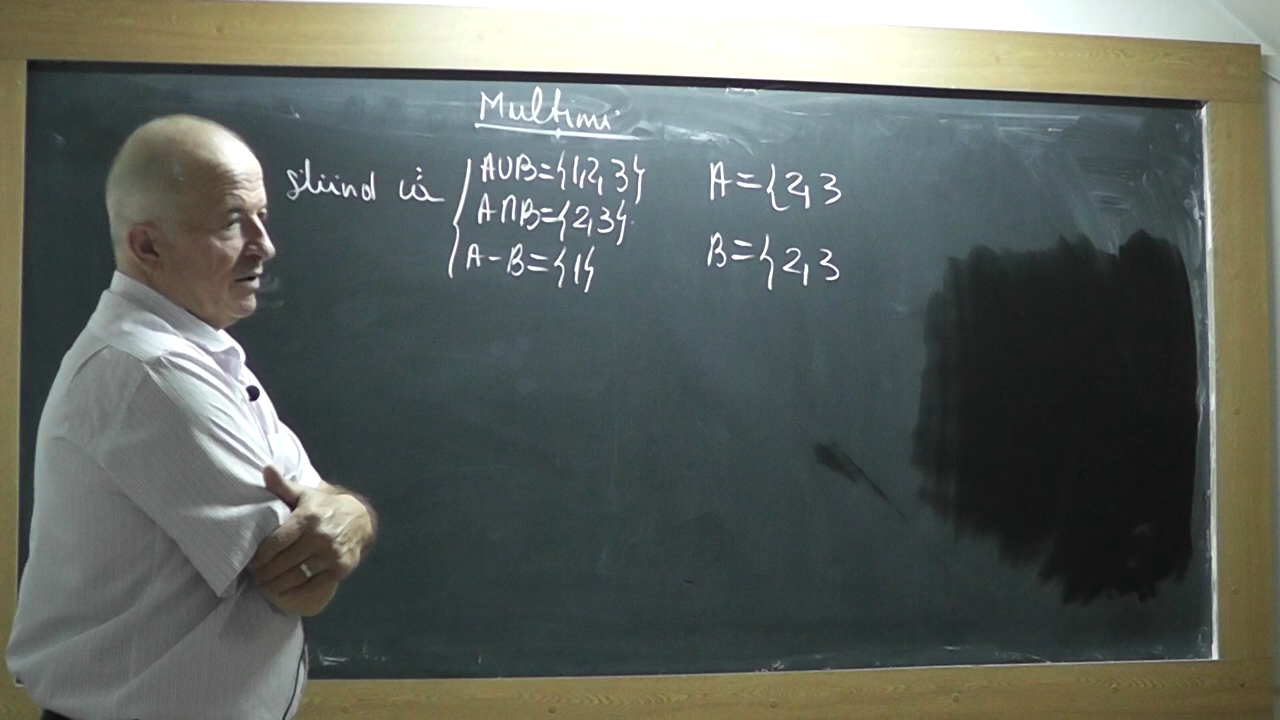 Mulțimi
știind că
A∪B={1,2,3}
A∩B={2,3}
A-B={1}
A={2,3
B={2,3